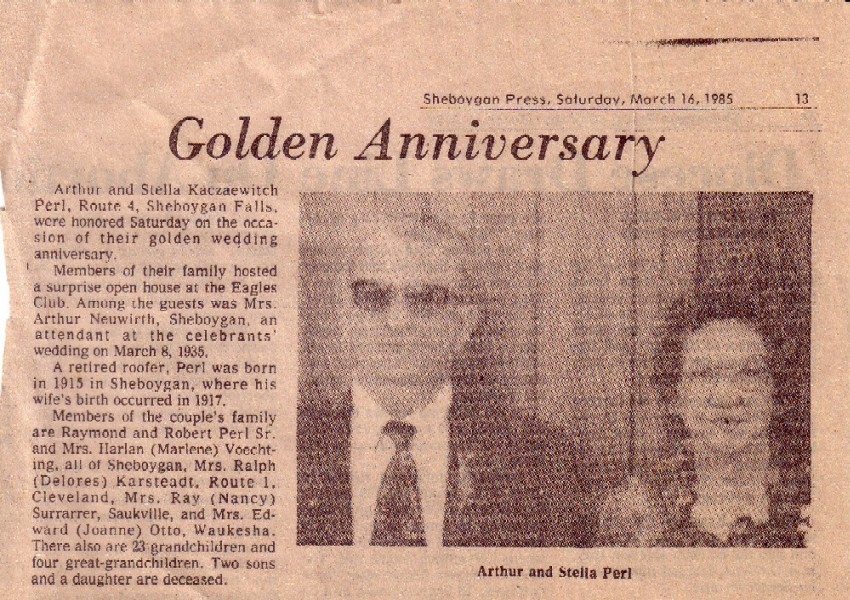 Sheboygan Press, Saturday, March 16, 1985 13
Golden Anniversary
Arthur and Stella Kaczaewitch
Perl, Route 4, Sheboygan Falls,
were honored Saturday on the occa-
sion of their golden wedding
anniversary.
Members of their family hosted
a surprise open house at the Eagles
Club. Among the guests was Mrs.
Arthur Neuwirth, Sheboygan, an
attendant at the celebrants'
wedding on March 8, 1935.
A retired roofer, Perl was born
in 1915 in Sheboygan, where his
wife's birth occurred in 1917.
Members of the couple's family
are Raymond and Robert Perl Sr.
and Mrs. Harlan (Marlene) Voecht-
ing, all of Sheboygan, Mrs. Ralph
(Delores) Karsteadt, Route 1,
Cleveland, Mrs. Ray (Nancy)
Surrarrer, Saukville, and Mrs. Ed-
ward (Joanne) Otto, Waukesha.
There also are 23 grandchildren and
four great-grandchildren. Two sons
and a daughter are deceased.
Arthur and Stella Perl